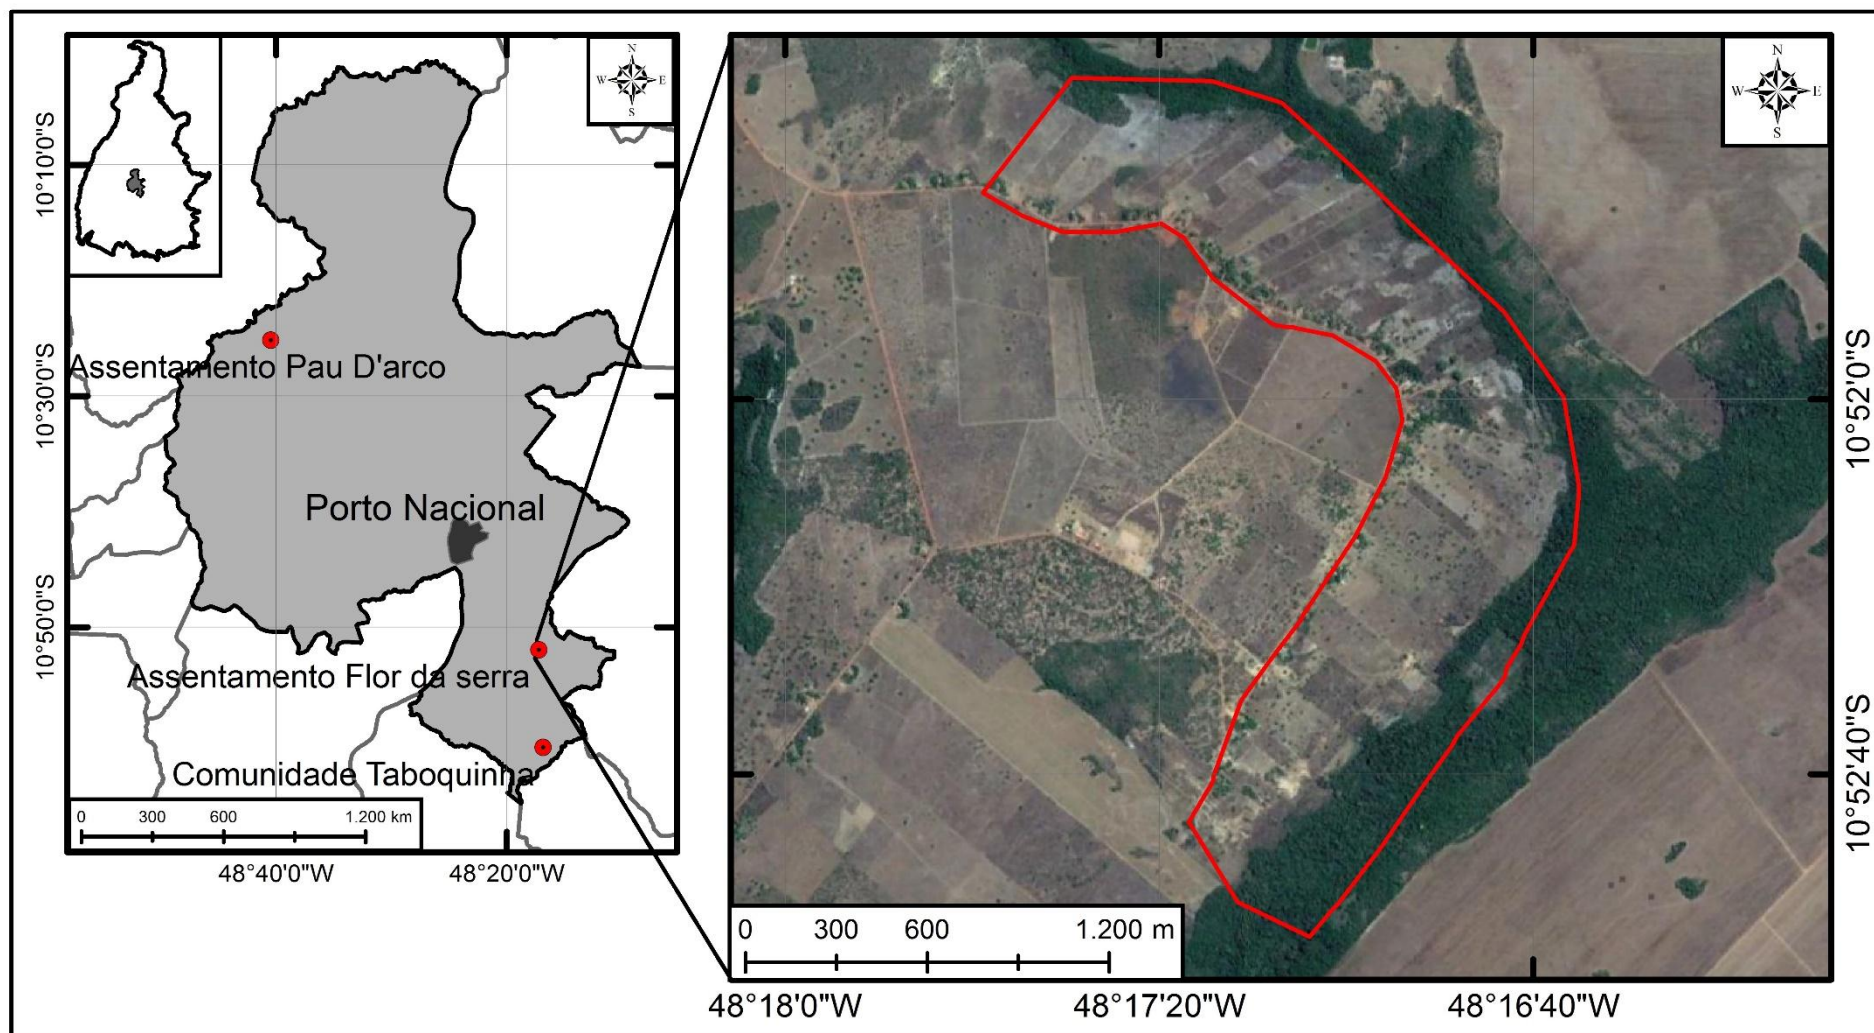 N
W E
S
10°10'0"S
Assentamento Pau D'arco
10°30'0"S
Porto Nacional
10°50'0"S
Assentamento Flor da serra
Comunidade Taboquinha
0 300 600 1.200 km
48°40'0"W 48°20'0"W
N
W E
S
10°52'0"S
10°52'40"S
0 300 600 1.200 m
48°18'0"W 48°17'20"W 48°16'40"W